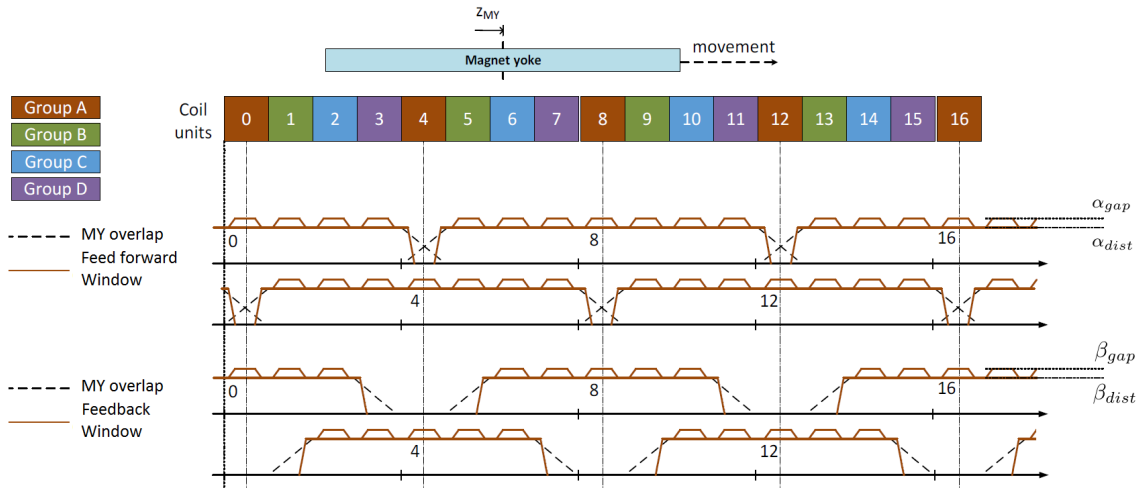 z_MY
Magnet yoke
movement
Group A
Group B
Group C
Group D
Coil
units
0 1 2 3 4 5 6 7 8 9 10 11 12 13 14 15 16
MY overlap
Feed forward
Window
0 8 16
α_gap
α_dist
4 12
MY overlap
Feedback
Window
0 8 16
β_gap
β_dist
4 12